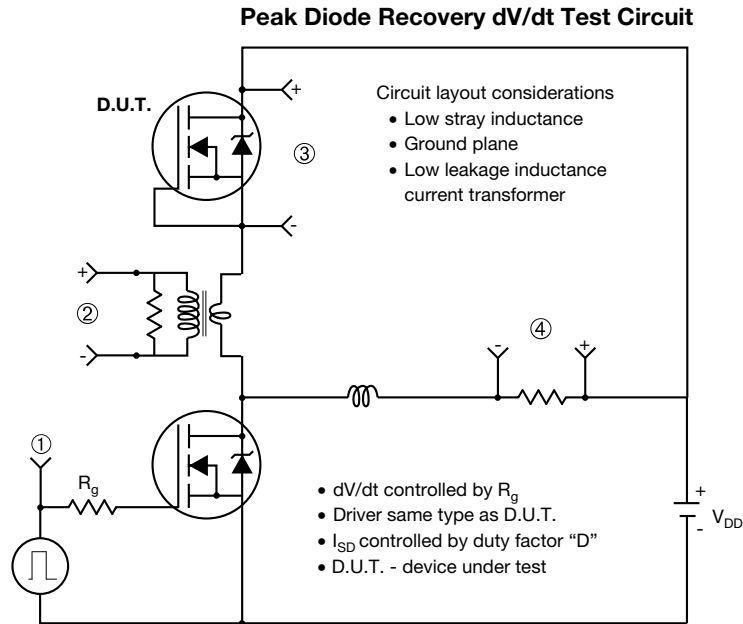 Peak Diode Recovery dV/dt Test Circuit
D.U.T.
+
-
③
Circuit layout considerations
• Low stray inductance
• Ground plane
• Low leakage inductance
current transformer
+
②
-
-
④
+
①
Rg
• dV/dt controlled by Rg
• Driver same type as D.U.T.
• ISD controlled by duty factor “D”
• D.U.T. - device under test
+
-
VDD